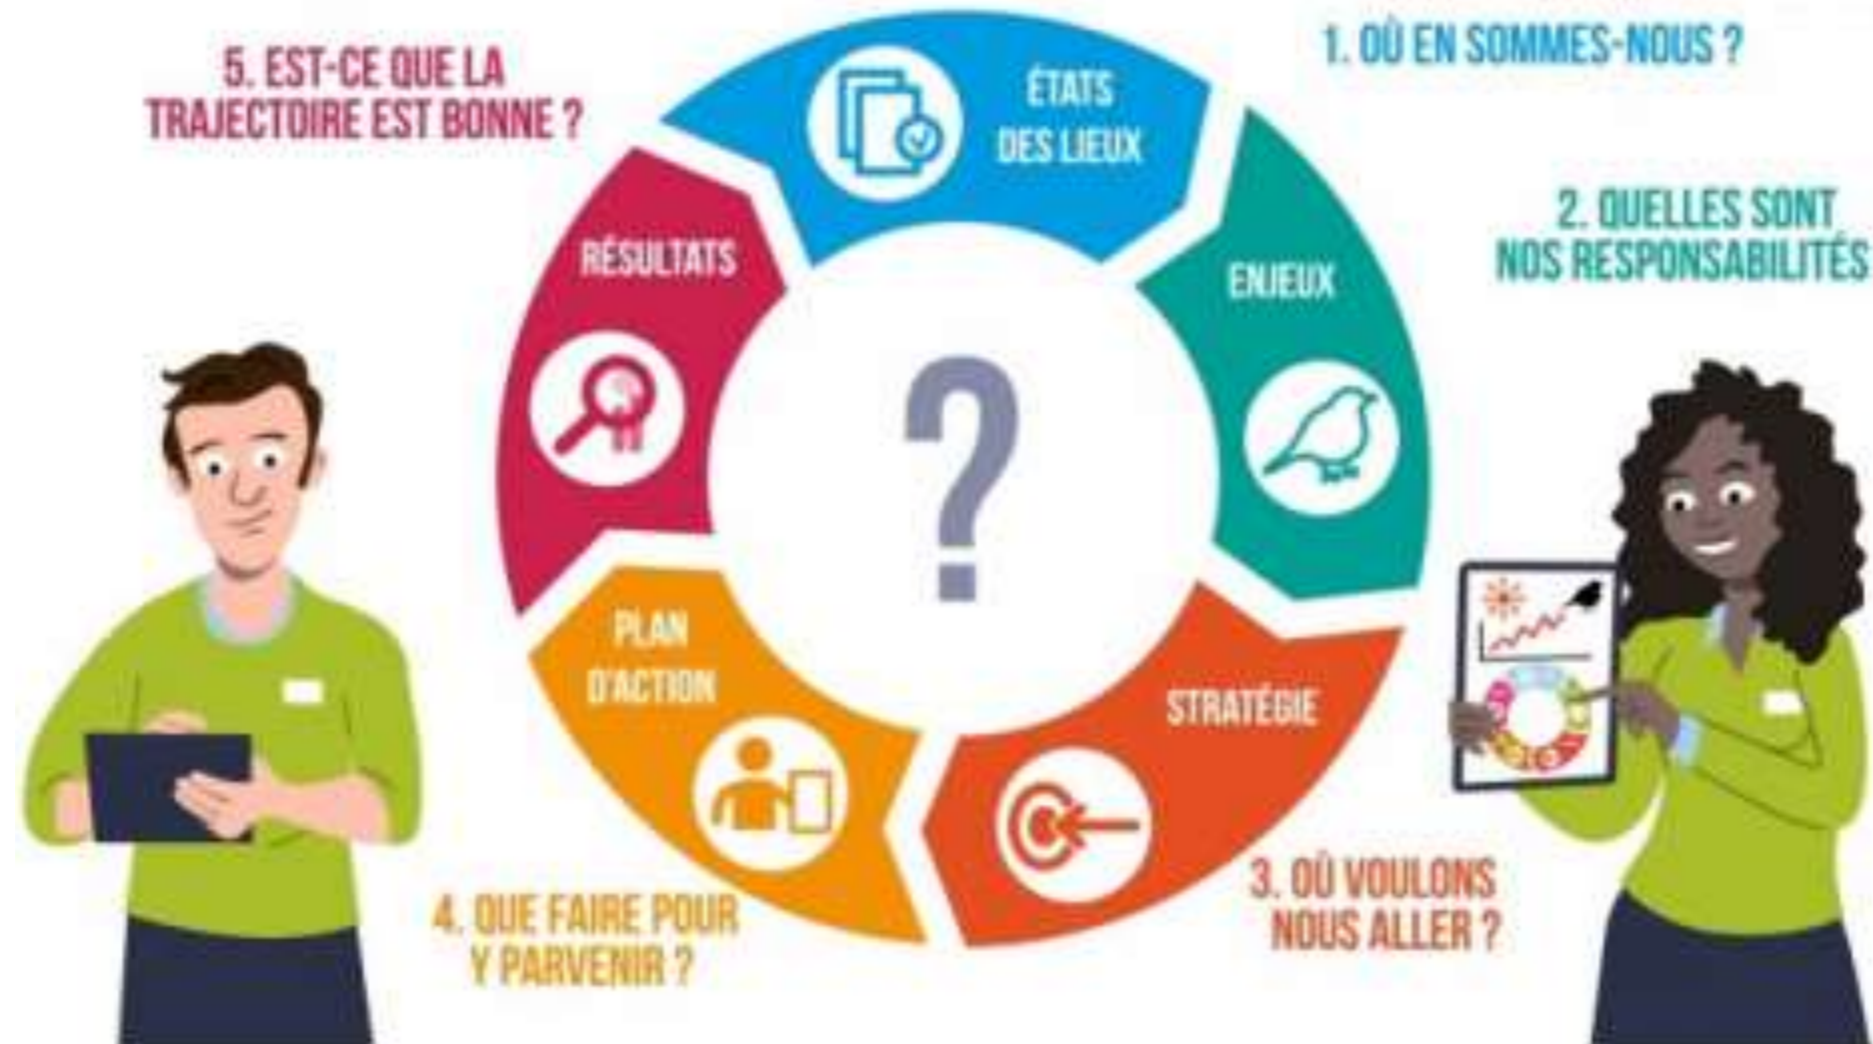 1. OÙ EN SOMMES-NOUS ?
ÉTATS
DES LIEUX
2. QUELLES SONT
NOS RESPONSABILITÉS
ENJEUX
3. OÙ VOULONS
NOUS ALLER ?
STRATÉGIE
4. QUE FAIRE POUR
Y PARVENIR ?
PLAN
D'ACTION
5. EST-CE QUE LA
TRAJECTOIRE EST BONNE ?
RÉSULTATS
?